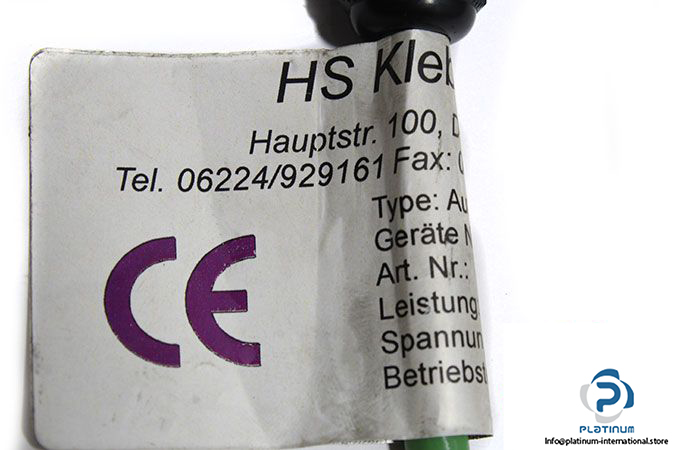 HS Kleb
Hauptstr. 100, D
Tel. 06224/929161 Fax: 0
Type: Au
Geräte N
Art. Nr.:
Leistung
Spannun
Betriebst
CE
PLATINUM
Info@platinum-international.store